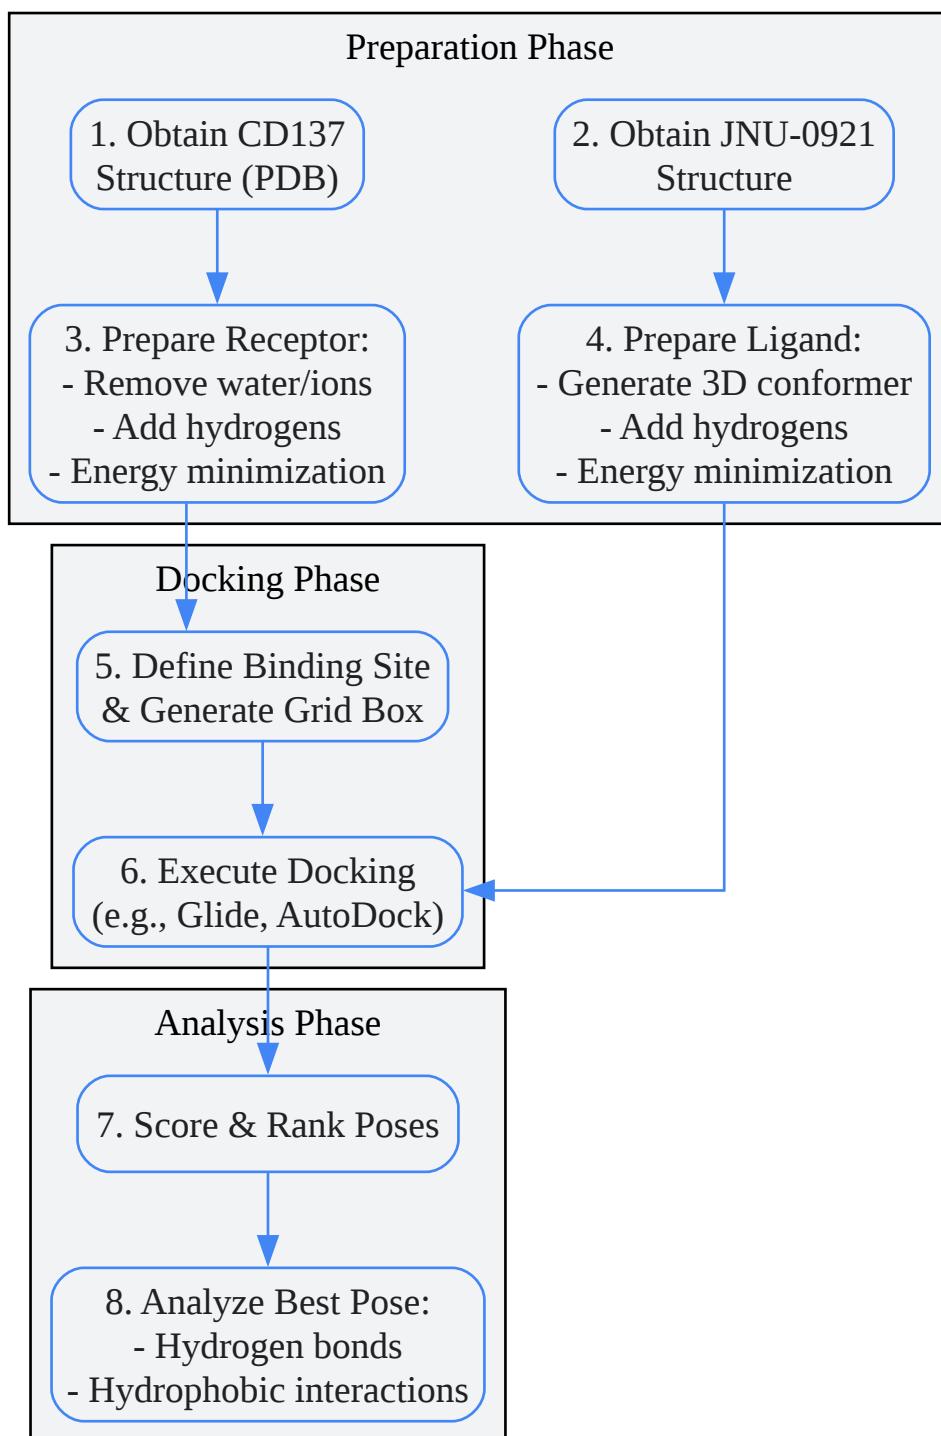 Preparation Phase
1. Obtain CD137
Structure (PDB)
2. Obtain JNU-0921
Structure
3. Prepare Receptor:
- Remove water/ions
- Add hydrogens
- Energy minimization
4. Prepare Ligand:
- Generate 3D conformer
- Add hydrogens
- Energy minimization
Docking Phase
5. Define Binding Site
& Generate Grid Box
6. Execute Docking
(e.g., Glide, AutoDock)
Analysis Phase
7. Score & Rank Poses
8. Analyze Best Pose:
- Hydrogen bonds
- Hydrophobic interactions